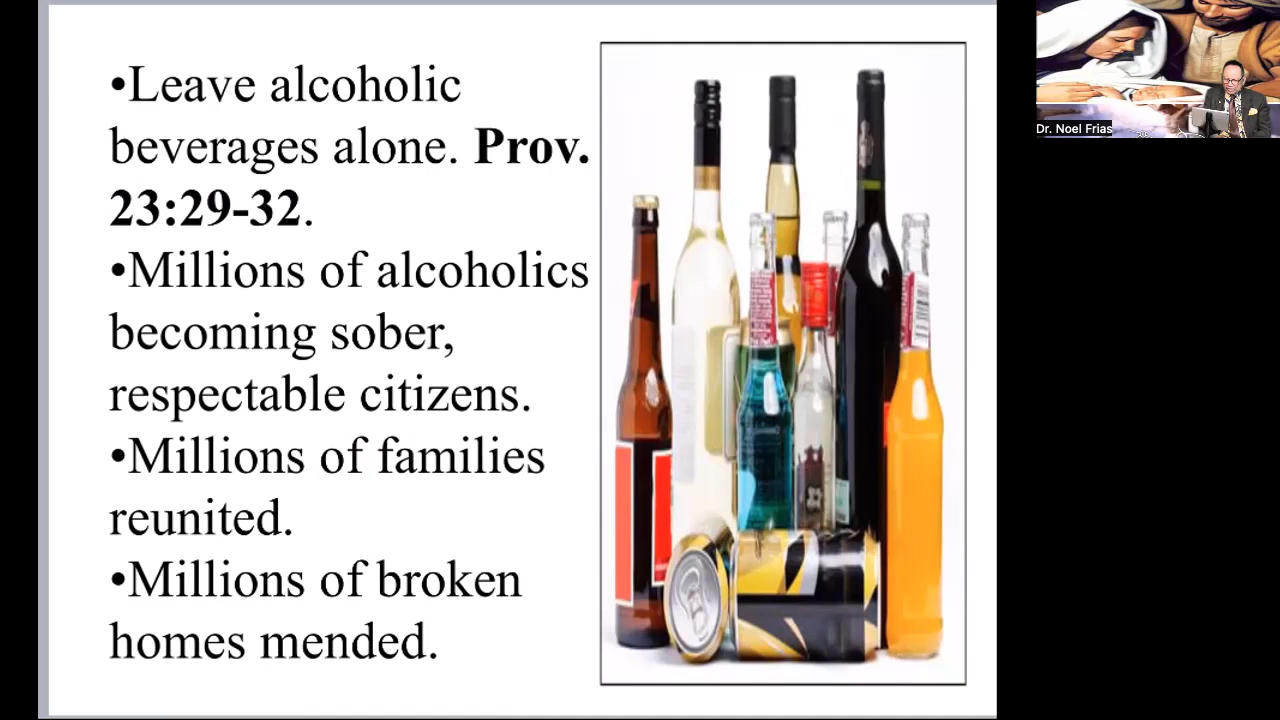 •Leave alcoholic
beverages alone. Prov.
23:29-32.
•Millions of alcoholics
becoming sober,
respectable citizens.
•Millions of families
reunited.
•Millions of broken
homes mended.
Dr. Noel Frias